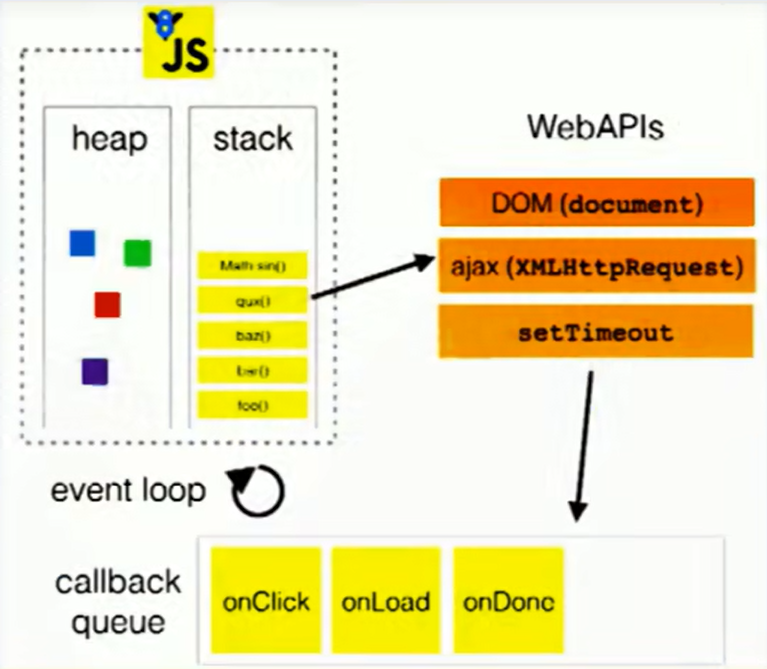 JS
heap
stack
Math sin()
qux()
baz()
bar()
foo()
WebAPIs
DOM (document)
ajax (XMLHttpRequest)
setTimeout
event loop
callback
queue
onClick
onLoad
onDone